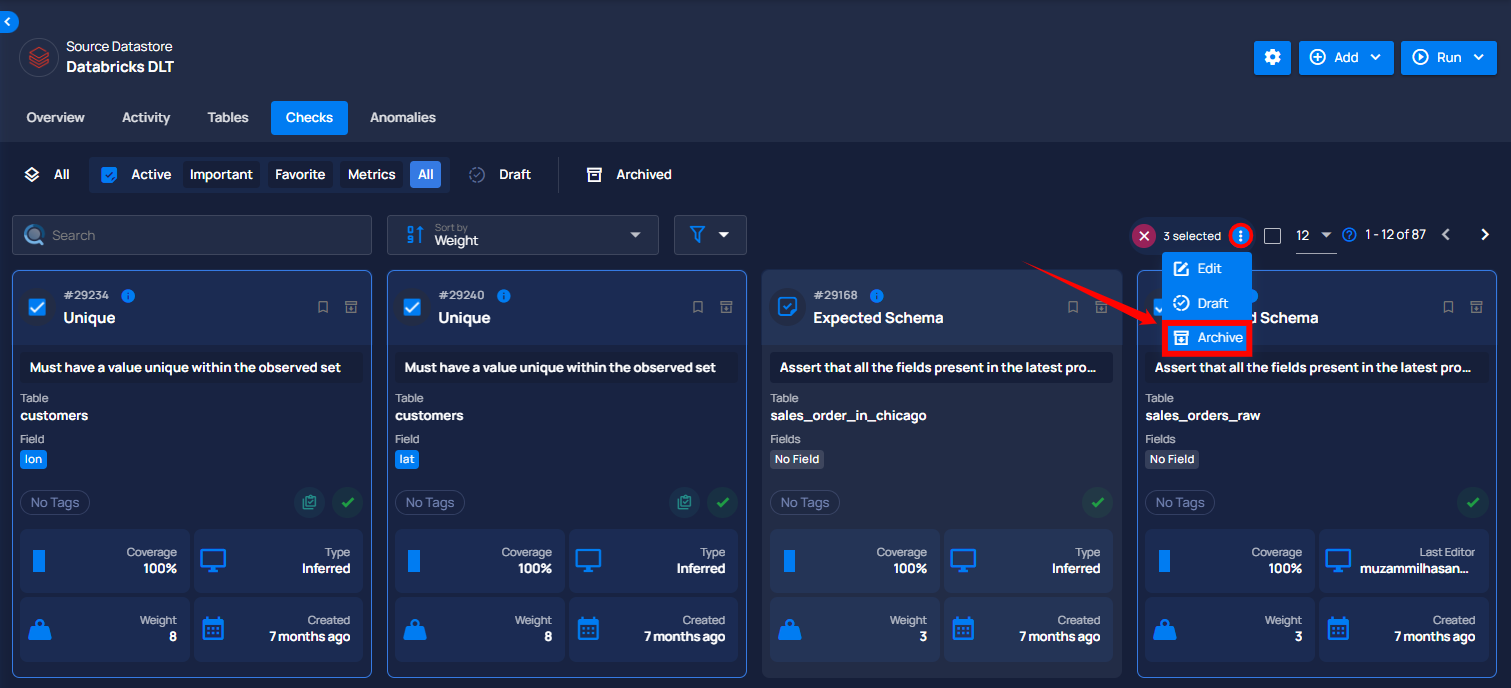 Source Datastore
Databricks DLT
Add
Run
Overview Activity Tables Checks Anomalies
All Active Important Favorite Metrics All Draft Archived
Search
Sort by
Weight
3 selected
12
1 - 12 of 87
Edit
Draft
Archive
#29234
Unique
Must have a value unique within the observed set
Table
customers
Field
lon
No Tags
Coverage
100%
Type
Inferred
Weight
8
Created
7 months ago
#29240
Unique
Must have a value unique within the observed set
Table
customers
Field
lat
No Tags
Coverage
100%
Type
Inferred
Weight
8
Created
7 months ago
#29168
Expected Schema
Assert that all the fields present in the latest pro...
Table
sales_order_in_chicago
Fields
No Field
No Tags
Coverage
100%
Type
Inferred
Weight
3
Created
7 months ago
d Schema
Assert that all the fields present in the latest pro...
Table
sales_orders_raw
Fields
No Field
No Tags
Coverage
100%
Last Editor
muzammilhasan...
Weight
3
Created
7 months ago